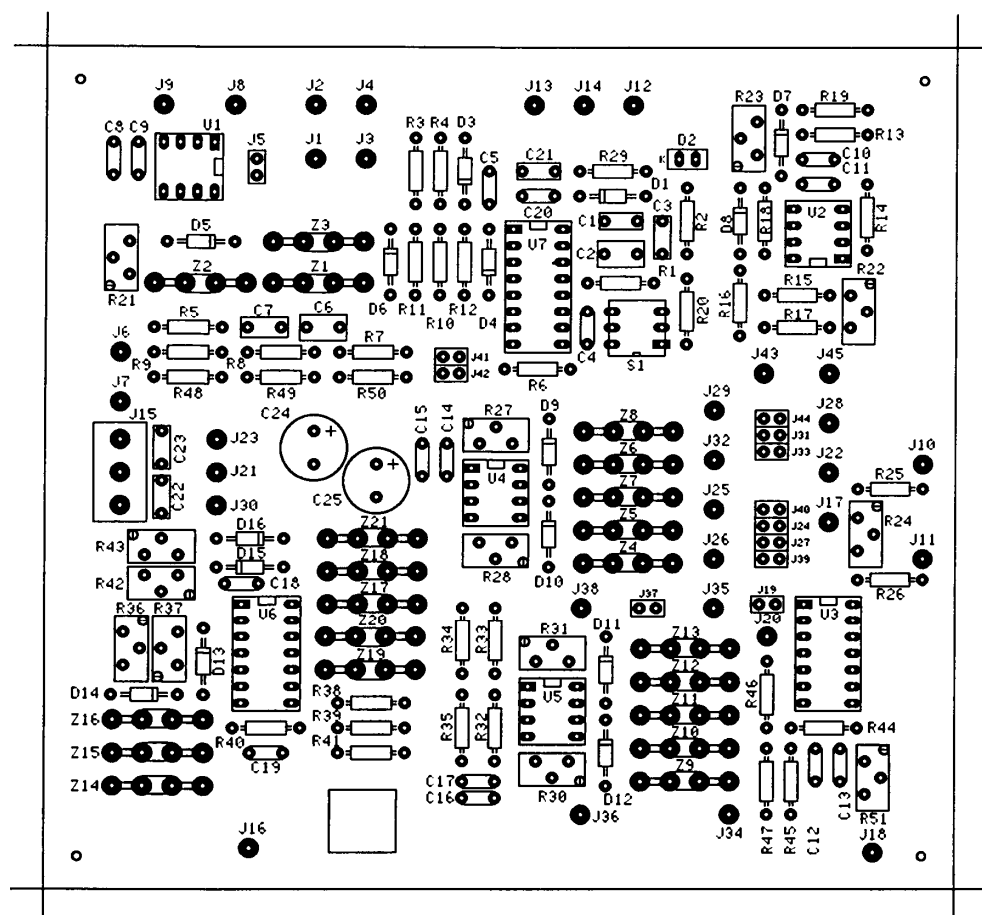 J9 J8 J2 J4 J13 J14 J12
R23 D7 R19
C8 C9 U1 J5 J1 J3 R3 R4 D3 C5 C21 R29 D2 K R13
C10
C11
D1
C20 C1 C3 R2 D8 R18 U2 R14
D5 Z3 U7 C2
R21 Z2 Z1 D6 R11 R10 R12 D4 R1 R20 R16 R15 R22
J6 R5 C7 C6 R7 R17
R9 R8 J41 C4 S1 J43 J45
J7 R48 R49 R50 J42 R6
J15 C24 + C15 C14 R27 D9 Z8 J29 J44 J28
C23 J23 Z6 J32 J31
J33 J10
J21 + U4 Z7 J22 R25
C22 J30 C25 Z5 J25 J40 J17 R24
D16 Z21 J24
R43 D15 Z18 R28 D10 Z4 J26 J27 J11
R42 C18 Z17 J38 J37 J35 J39 R26
R36 R37 U6 Z20 R34 R33 R31 D11 Z13 J19 J20 U3
D13 Z19 Z12
D14 R38 U5 Z11 R46
Z16 R39 R35 R32 Z10
Z15 R40 R41 R44
Z14 C19 C17 R30 Z9
C16 D12 C13 R51
J16 J36 J34 R47 R45 C12 J18